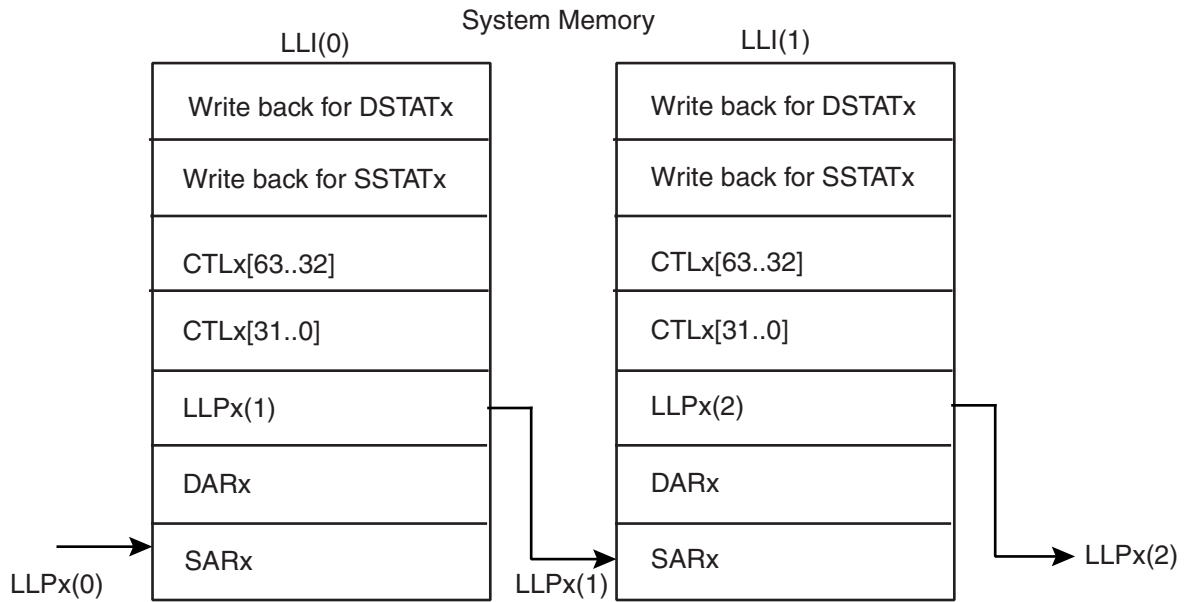 System Memory
LLI(0)
LLI(1)
Write back for DSTATx
Write back for DSTATx
Write back for SSTATx
Write back for SSTATx
CTLx[63..32]
CTLx[63..32]
CTLx[31..0]
CTLx[31..0]
LLPx(1)
LLPx(2)
DARx
DARx
SARx
SARx
LLPx(0)
LLPx(1)
LLPx(2)